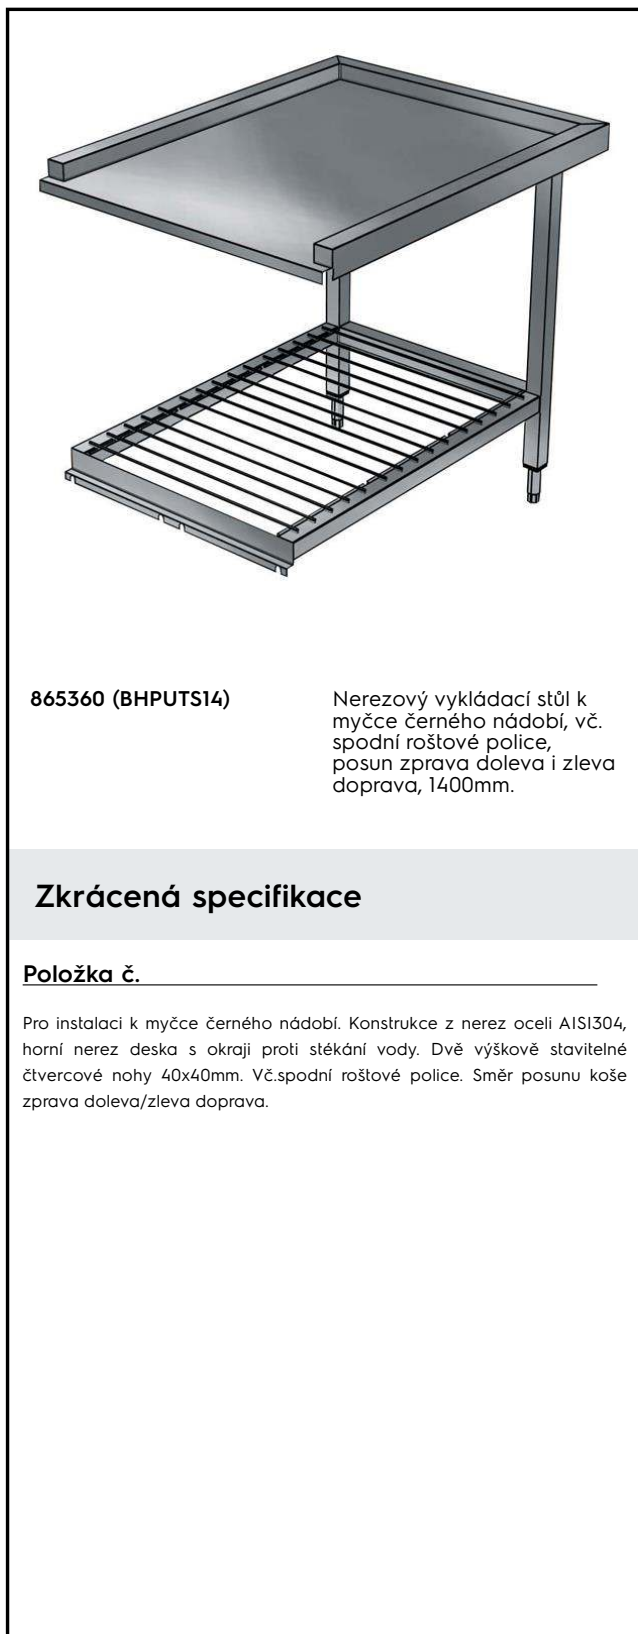 865360 (BHPUTS14)
Nerezový vykládací stůl k
myčce černého nádobí, vč.
spodní roštové police,
posun zprava doleva i zleva
doprava, 1400mm.
Zkrácená specifikace
Položka č.
Pro instalaci k myčce černého nádobí. Konstrukce z nerez oceli AISI304,
horní nerez deska s okraji proti stékání vody. Dvě výškově stavitelné
čtvercové nohy 40x40mm. Vč.spodní roštové police. Směr posunu koše
zprava doleva/zleva doprava.